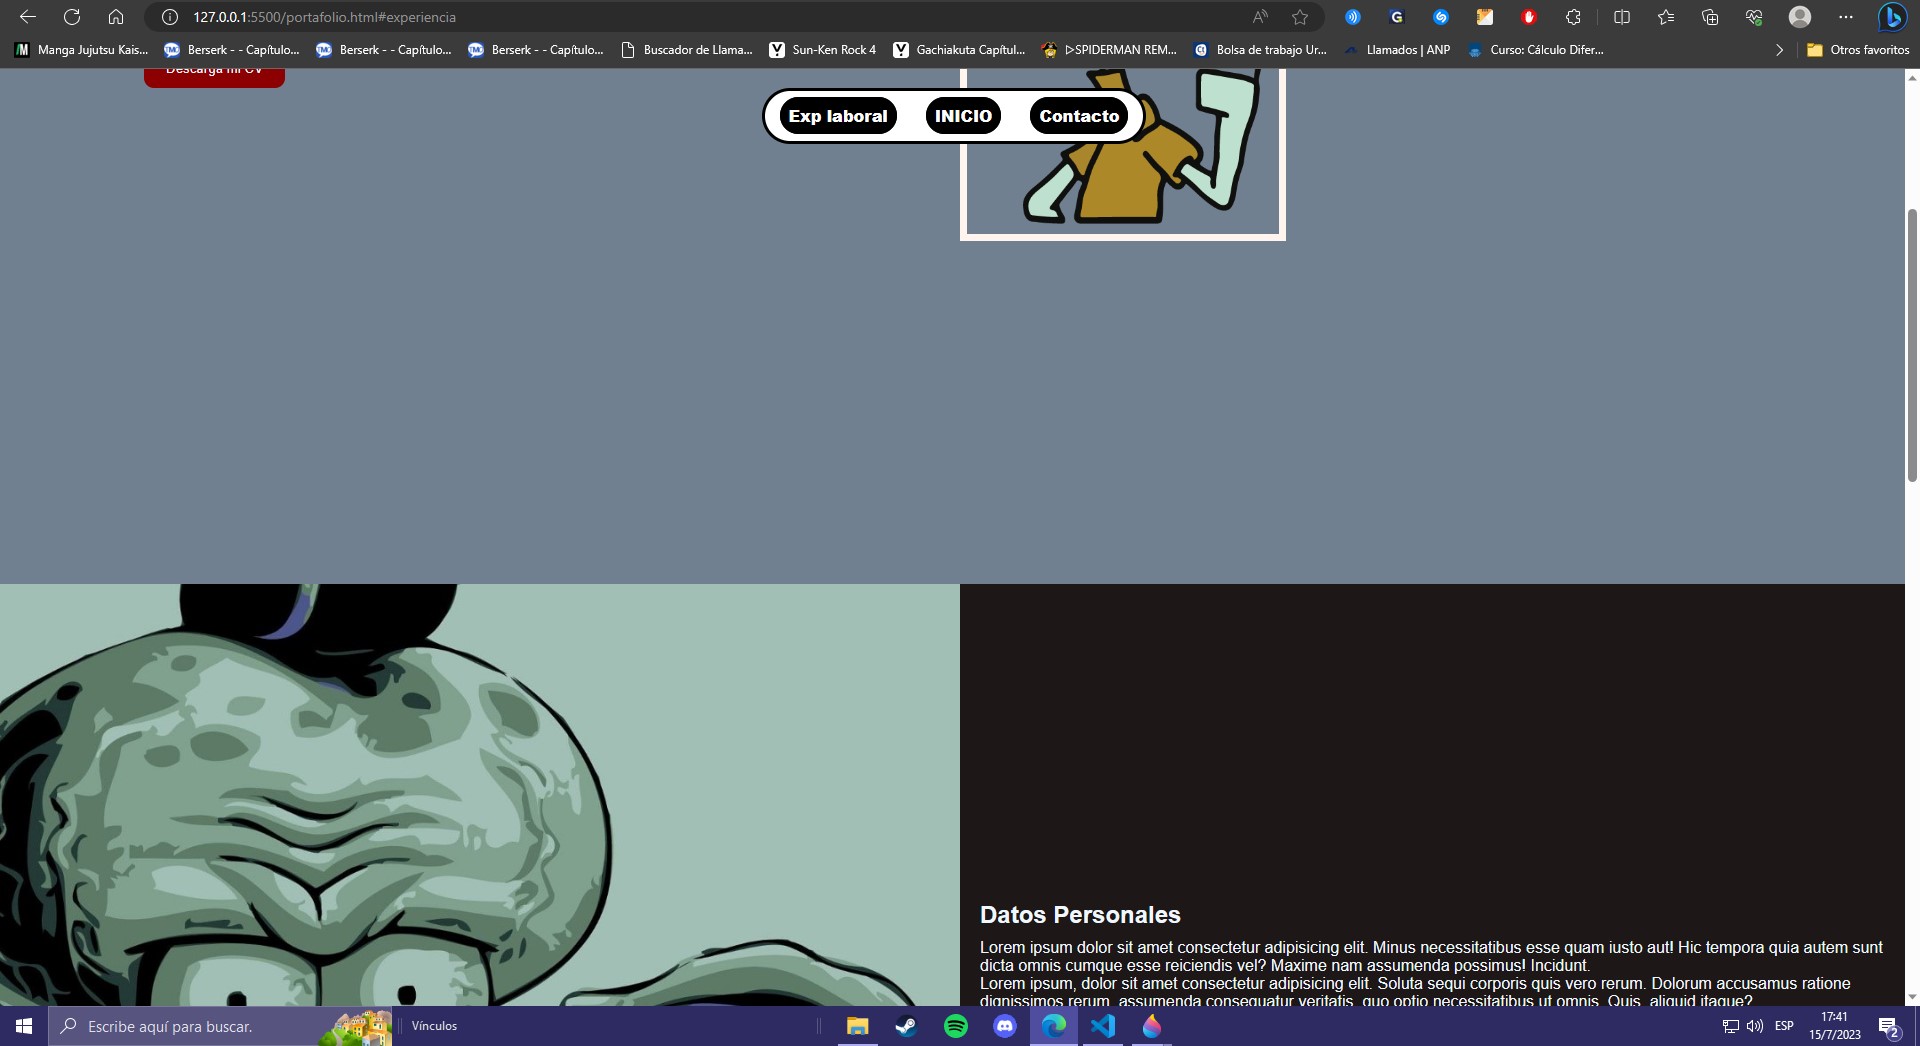 127.0.0.1:5500/portafolio.html#experiencia
Manga Jujutsu Kais...
Berserk - - Capítulo...
Berserk - - Capítulo...
Berserk - - Capítulo...
Buscador de Llama...
Sun-Ken Rock 4
Gachiakuta Capítul...
▷SPIDERMAN REM...
Bolsa de trabajo Ur...
Llamados | ANP
Curso: Cálculo Difer...
Otros favoritos
Descarga mi CV
Exp laboral
INICIO
Contacto
Datos Personales
Lorem ipsum dolor sit amet consectetur adipisicing elit. Minus necessitatibus esse quam iusto aut! Hic tempora quia autem sunt
dicta omnis cumque esse reiciendis vel? Maxime nam assumenda possimus! Incidunt.
Lorem ipsum, dolor sit amet consectetur adipisicing elit. Soluta sequi corporis quis vero rerum. Dolorum accusamus ratione
dignissimos rerum, assumenda consequatur veritatis, quo optio necessitatibus ut omnis. Quis, aliquid itaque?
Escribe aquí para buscar.
Vínculos
ESP
17:41
15/7/2023
2